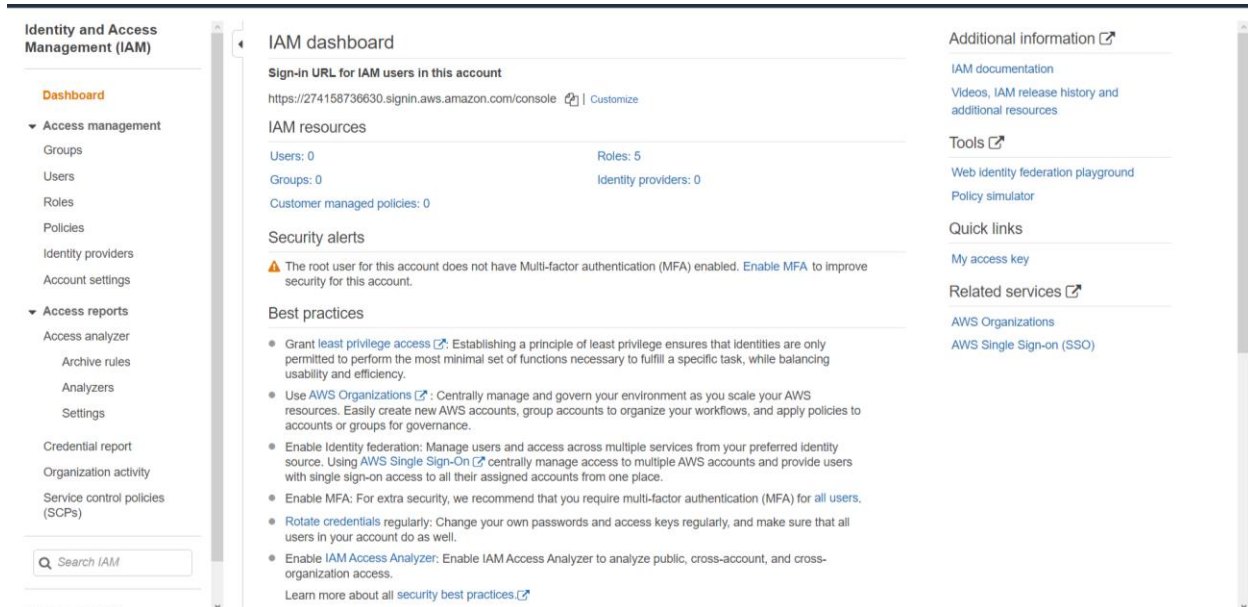 Identity and Access
Management (IAM)
Dashboard
Access management
Groups
Users
Roles
Policies
Identity providers
Account settings
Access reports
Access analyzer
Archive rules
Analyzers
Settings
Credential report
Organization activity
Service control policies
(SCPs)
Search IAM
IAM dashboard
Sign-in URL for IAM users in this account
https://274158736630.signin.aws.amazon.com/console | Customize
IAM resources
Users: 0
Roles: 5
Groups: 0
Identity providers: 0
Customer managed policies: 0
Security alerts
The root user for this account does not have Multi-factor authentication (MFA) enabled. Enable MFA to improve
security for this account.
Best practices
Grant least privilege access : Establishing a principle of least privilege ensures that identities are only
permitted to perform the most minimal set of functions necessary to fulfill a specific task, while balancing
usability and efficiency.
Use AWS Organizations : Centrally manage and govern your environment as you scale your AWS
resources. Easily create new AWS accounts, group accounts to organize your workflows, and apply policies to
accounts or groups for governance.
Enable Identity federation: Manage users and access across multiple services from your preferred identity
source. Using AWS Single Sign-On centrally manage access to multiple AWS accounts and provide users
with single sign-on access to all their assigned accounts from one place.
Enable MFA: For extra security, we recommend that you require multi-factor authentication (MFA) for all users.
Rotate credentials regularly: Change your own passwords and access keys regularly, and make sure that all
users in your account do as well.
Enable IAM Access Analyzer: Enable IAM Access Analyzer to analyze public, cross-account, and cross-
organization access.
Learn more about all security best practices.
Additional information
IAM documentation
Videos, IAM release history and
additional resources
Tools
Web identity federation playground
Policy simulator
Quick links
My access key
Related services
AWS Organizations
AWS Single Sign-on (SSO)